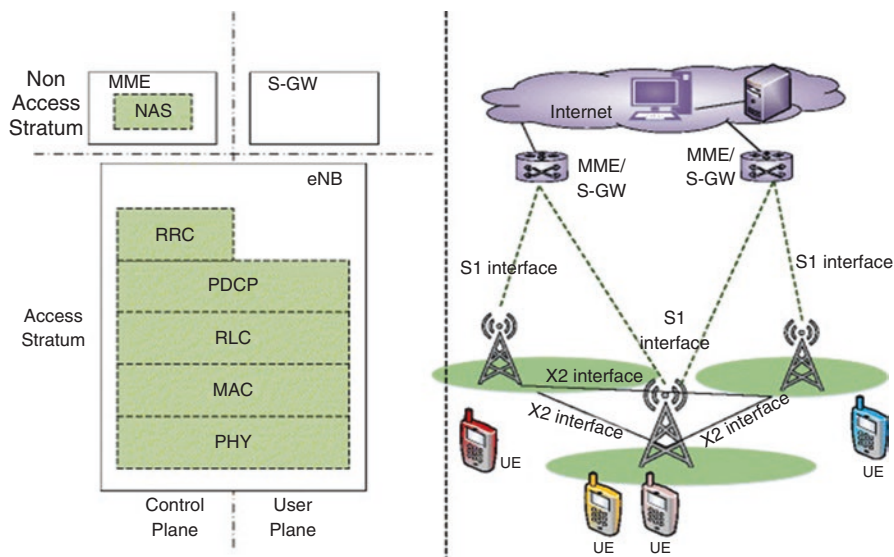 Non
Access
Stratum
MME
NAS
S-GW
eNB
RRC
PDCP
RLC
MAC
PHY
Access
Stratum
Control
Plane
User
Plane
Internet
MME/
S-GW
MME/
S-GW
S1 interface
S1 interface
S1
interface
X2 interface
X2 interface
X2 interface
UE
UE
UE
UE